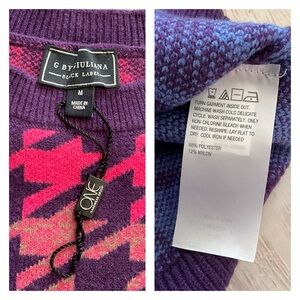 G BY GIULIANA
BLACK LABEL
M
MADE IN
CHINA
ONE
TURN GARMENT INSIDE OUT.
MACHINE WASH COLD DELICATE
CYCLE. WASH SEPARATELY. ONLY
NON-CHLORINE BLEACH WHEN
NEEDED. RESHAPE. LAY FLAT TO
DRY. COOL IRON IF NEEDED
88% POLYESTER
12% NYLON